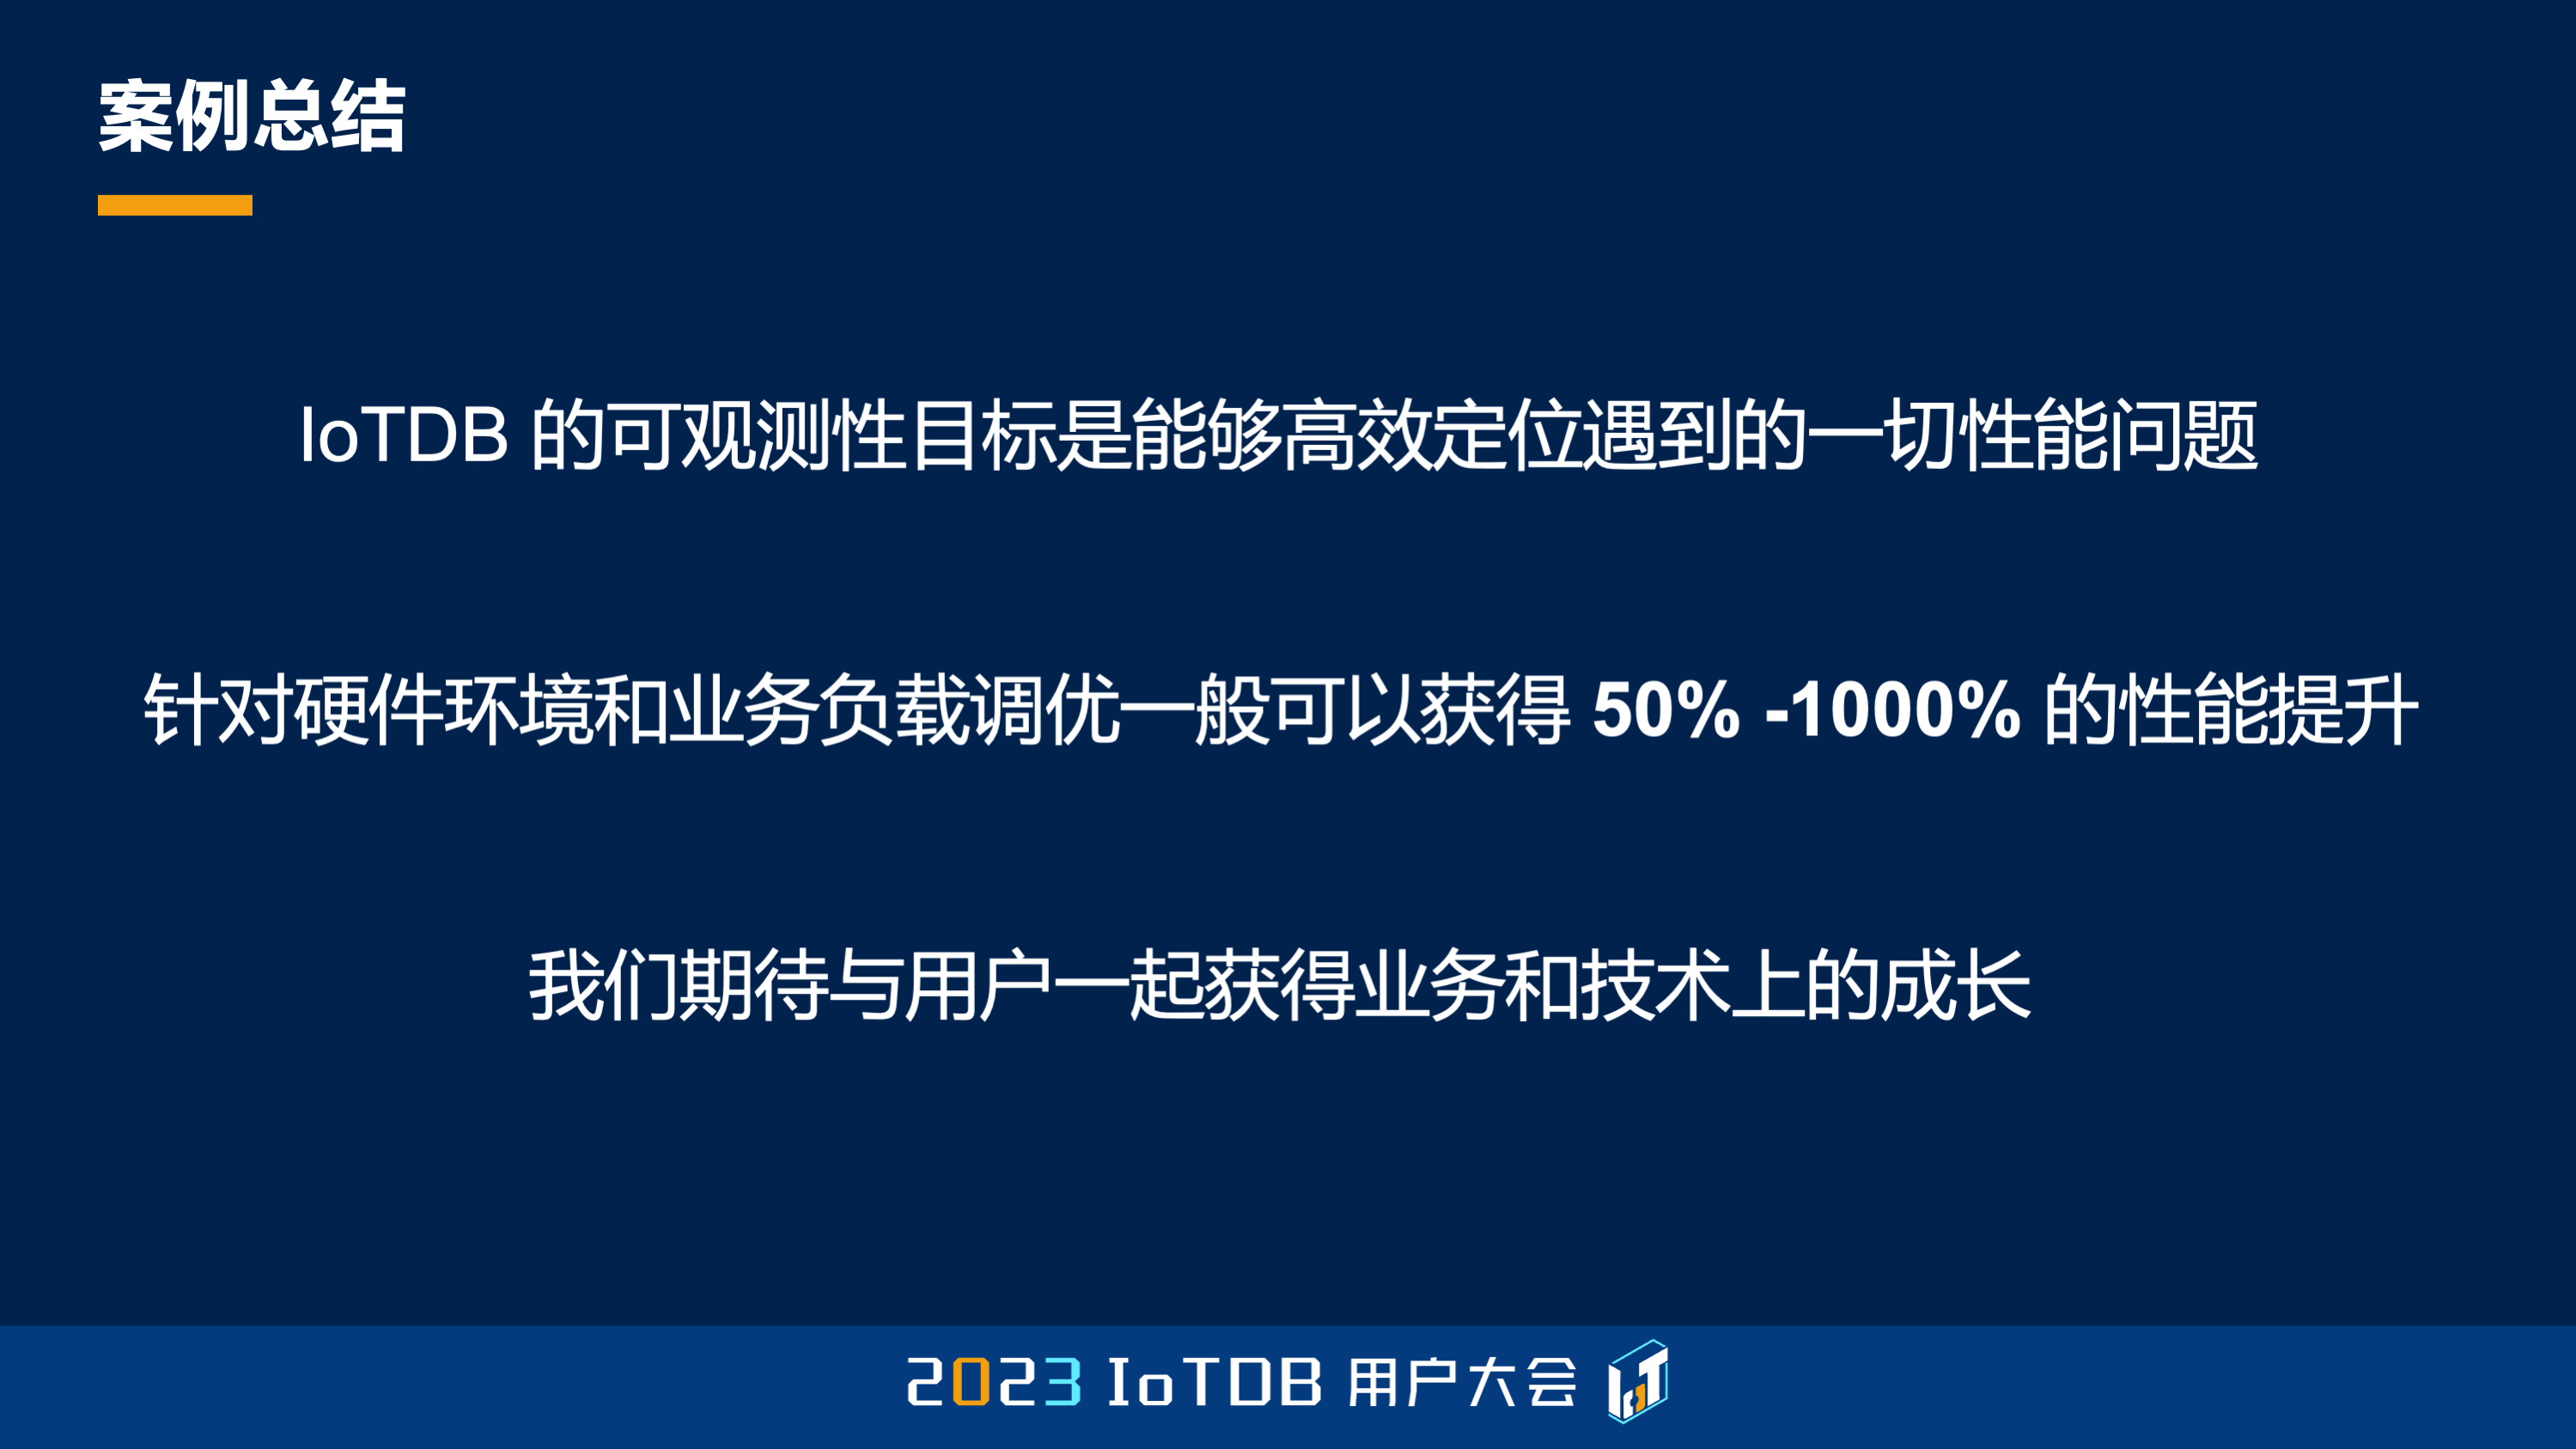 案例总结
IoTDB 的可观测性目标是能够高效定位遇到的一切性能问题
针对硬件环境和业务负载调优一般可以获得 50% -1000% 的性能提升
我们期待与用户一起获得业务和技术上的成长
2023 IoTDB 用户大会